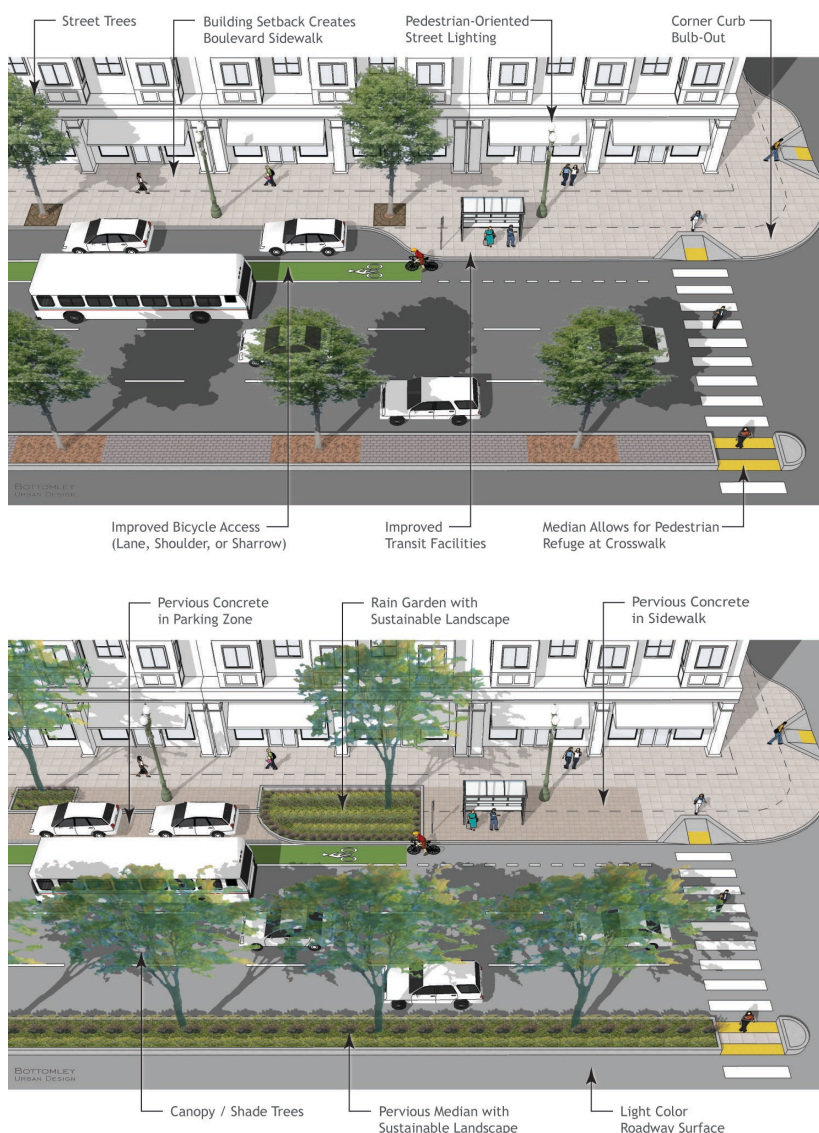 Street Trees
Building Setback Creates
Boulevard Sidewalk
Pedestrian-Oriented
Street Lighting
Corner Curb
Bulb-Out
BOTTOMLEY
URBAN DESIGN
Improved Bicycle Access
(Lane, Shoulder, or Sharrow)
Improved
Transit Facilities
Median Allows for Pedestrian
Refuge at Crosswalk
Pervious Concrete
in Parking Zone
Rain Garden with
Sustainable Landscape
Pervious Concrete
in Sidewalk
BOTTOMLEY
URBAN DESIGN
Canopy / Shade Trees
Pervious Median with
Sustainable Landscape
Light Color
Roadway Surface